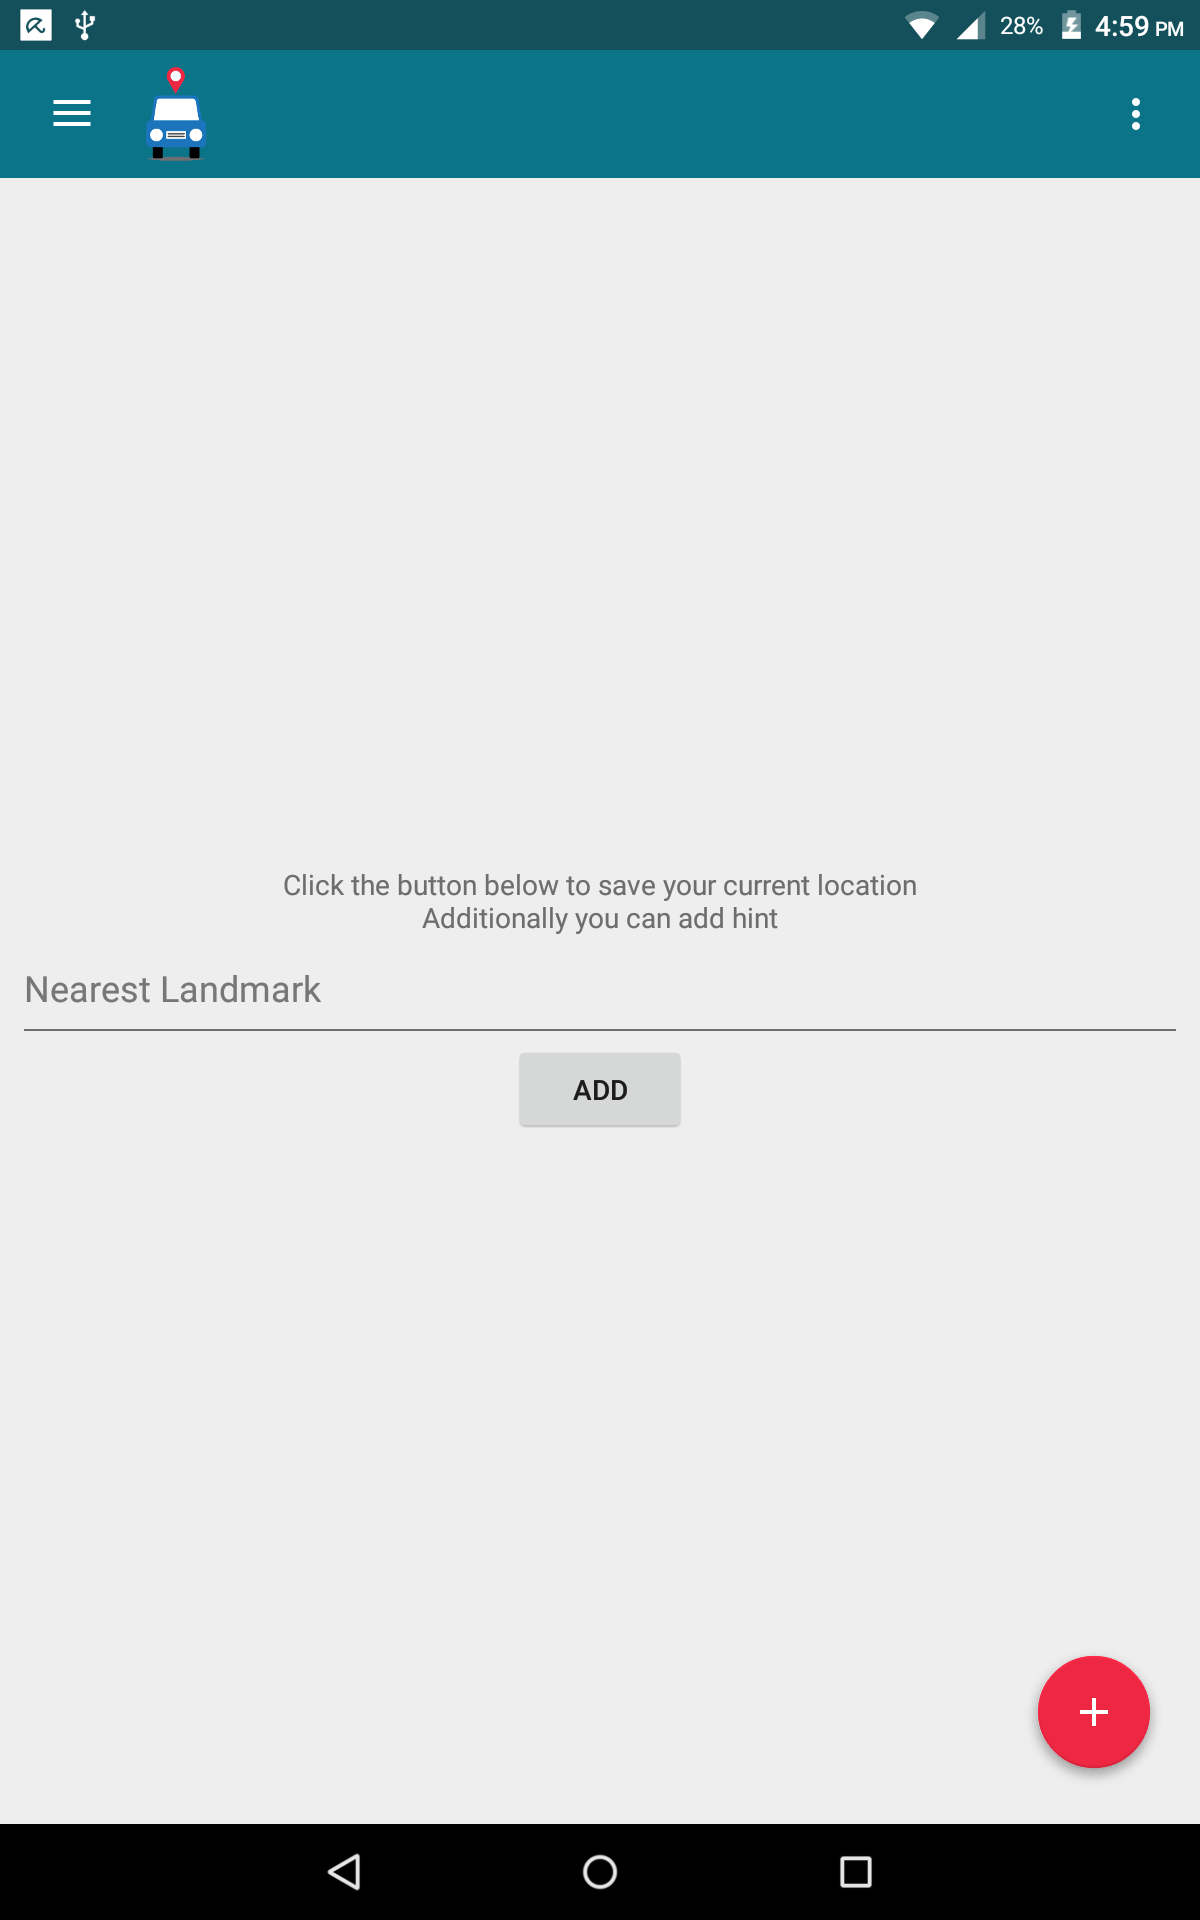 28% 4:59 PM
Click the button below to save your current location
Additionally you can add hint
Nearest Landmark
ADD